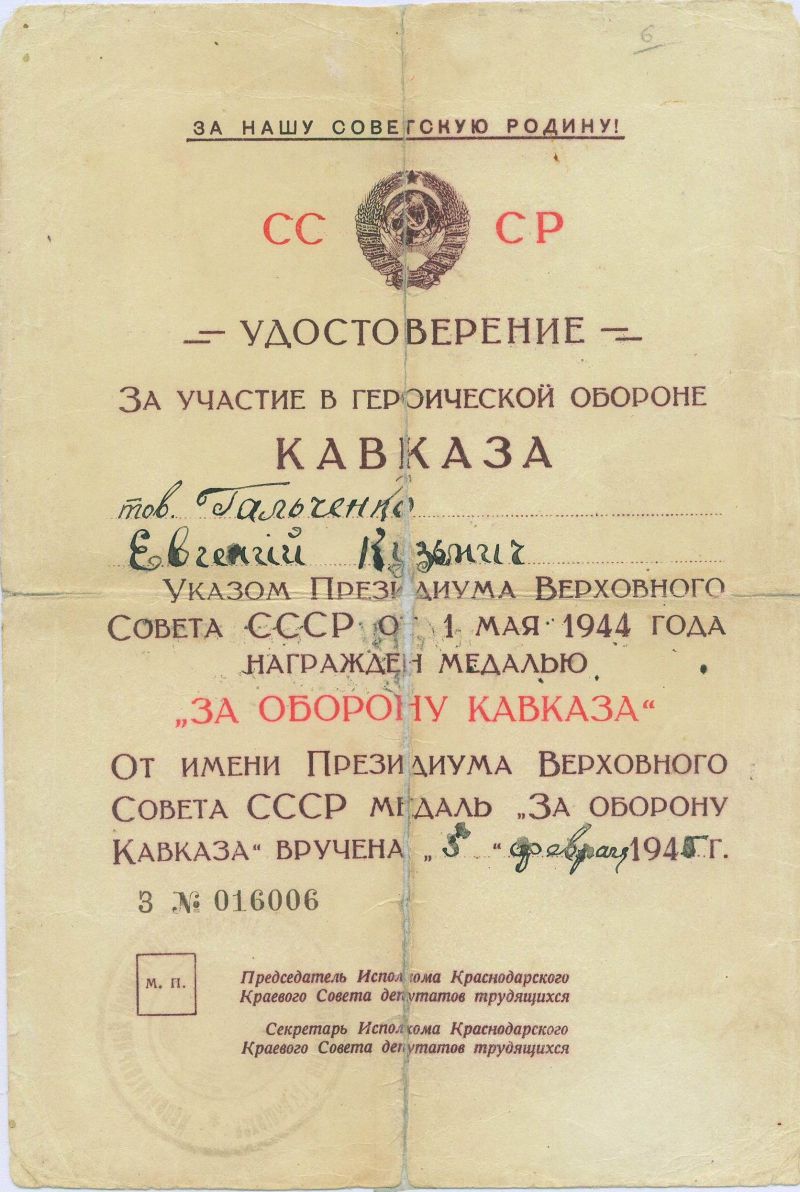 6
ЗА НАШУ СОВЕТСКУЮ РОДИНУ!
СС СР
УДОСТОВЕРЕНИЕ
ЗА УЧАСТИЕ В ГЕРОИЧЕСКОЙ ОБОРОНЕ
КАВКАЗА
тов. Гальченко
Евгений Кузьмич
УКАЗОМ ПРЕЗИДИУМА ВЕРХОВНОГО
СОВЕТА СССР ОТ 1 МАЯ 1944 ГОДА
НАГРАЖДЕН МЕДАЛЬЮ
„ЗА ОБОРОНУ КАВКАЗА“
ОТ ИМЕНИ ПРЕЗИДИУМА ВЕРХОВНОГО
СОВЕТА СССР МЕДАЛЬ „ЗА ОБОРОНУ
КАВКАЗА“ ВРУЧЕНА „5“ февраля 1945 г.
З № 016006
М. П.
Председатель Исполкома Краснодарского
Краевого Совета депутатов трудящихся
Секретарь Исполкома Краснодарского
Краевого Совета депутатов трудящихся